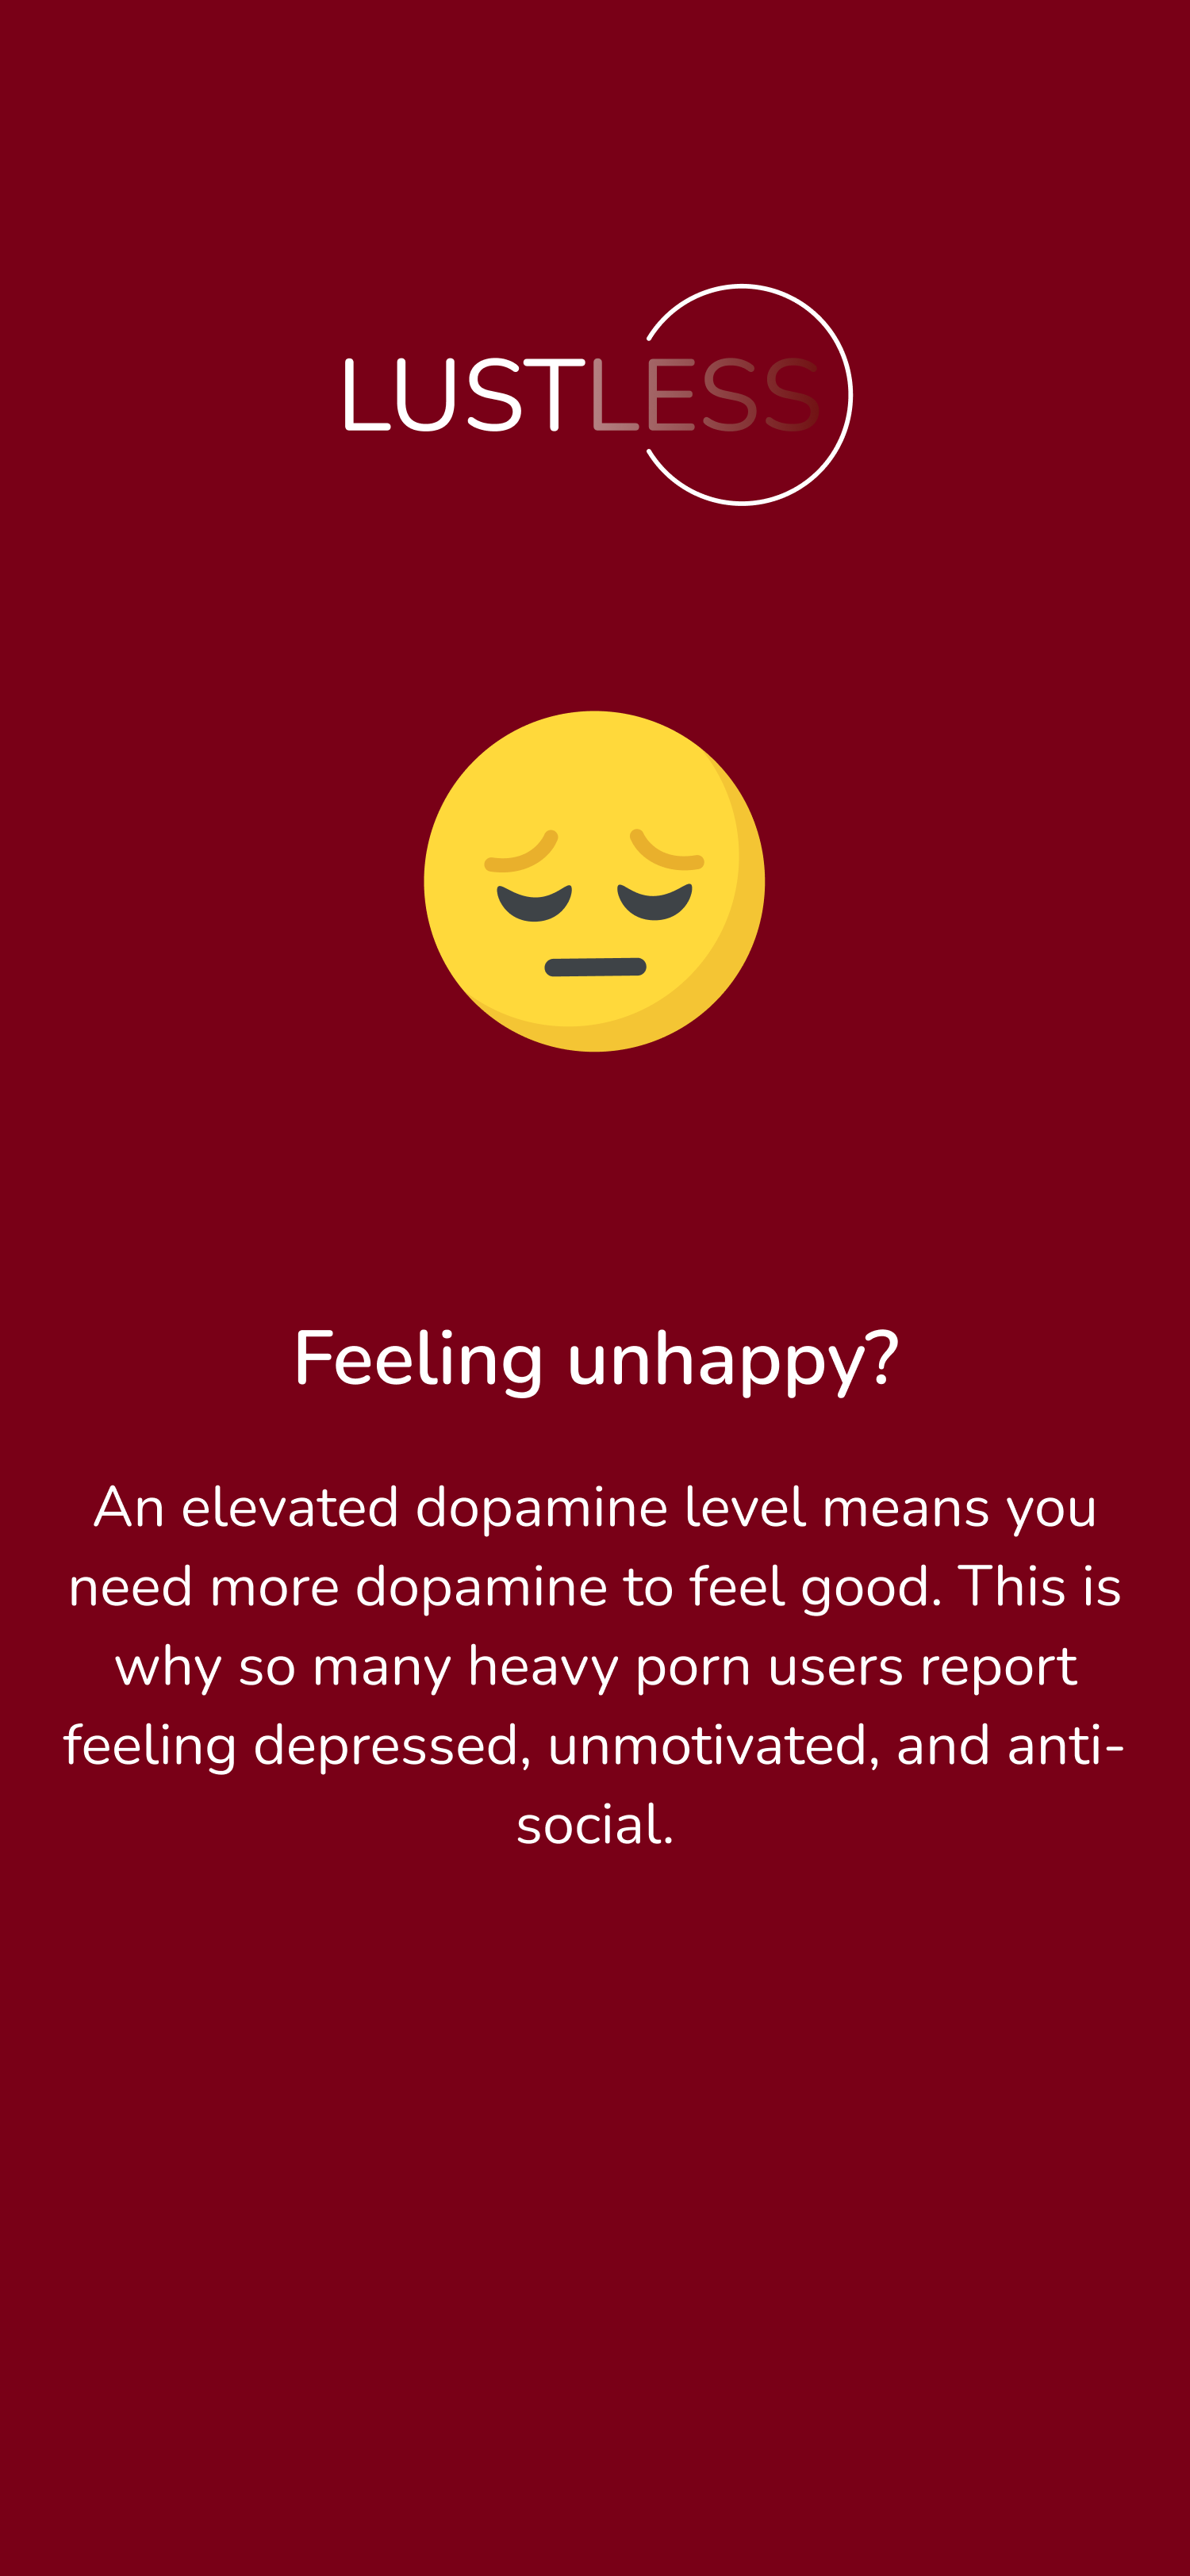 LUSTLESS
Feeling unhappy?
An elevated dopamine level means you
need more dopamine to feel good. This is
why so many heavy porn users report
feeling depressed, unmotivated, and anti-
social.